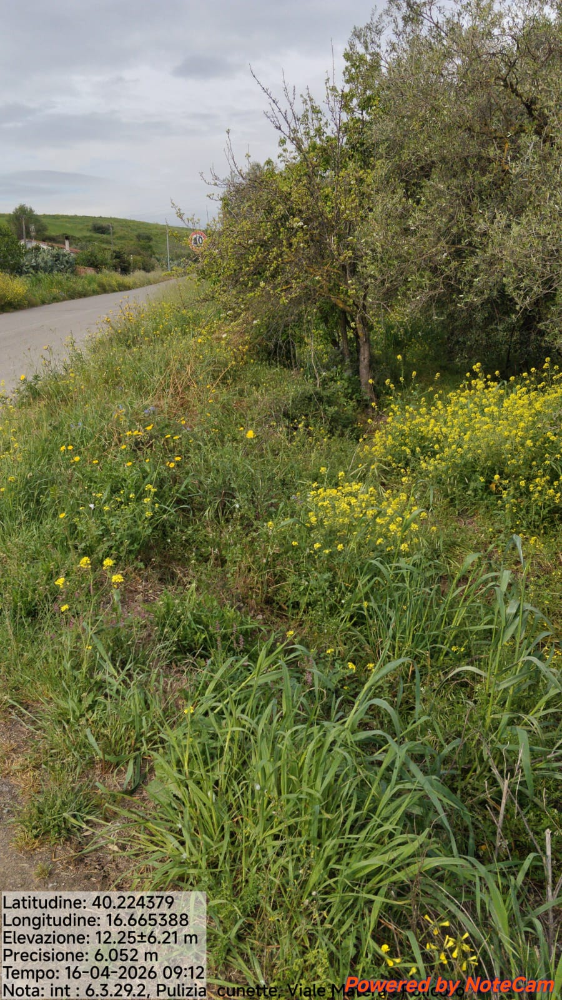 40
Latitudine: 40.224379
Longitudine: 16.665388
Elevazione: 12.25±6.21 m
Precisione: 6.052 m
Tempo: 16-04-2026 09:12
Nota: int : 6.3.29.2, Pulizia cunette, Viale
Powered by NoteCam